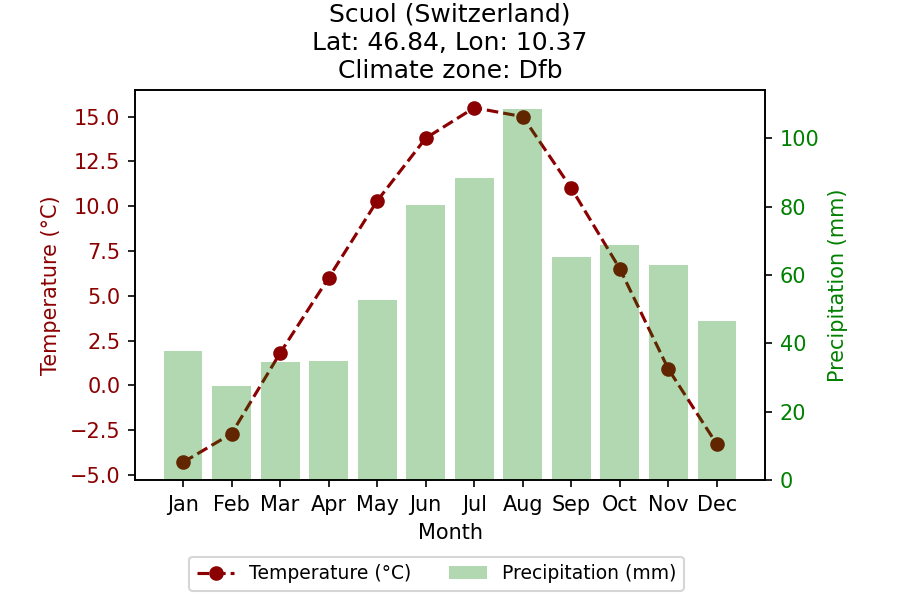 Scuol (Switzerland)
Lat: 46.84, Lon: 10.37
Climate zone: Dfb
15.0
12.5
10.0
7.5
5.0
2.5
0.0
−2.5
−5.0
Temperature (°C)
100
80
60
40
20
0
Precipitation (mm)
Jan Feb Mar Apr May Jun Jul Aug Sep Oct Nov Dec
Month
Temperature (°C) Precipitation (mm)